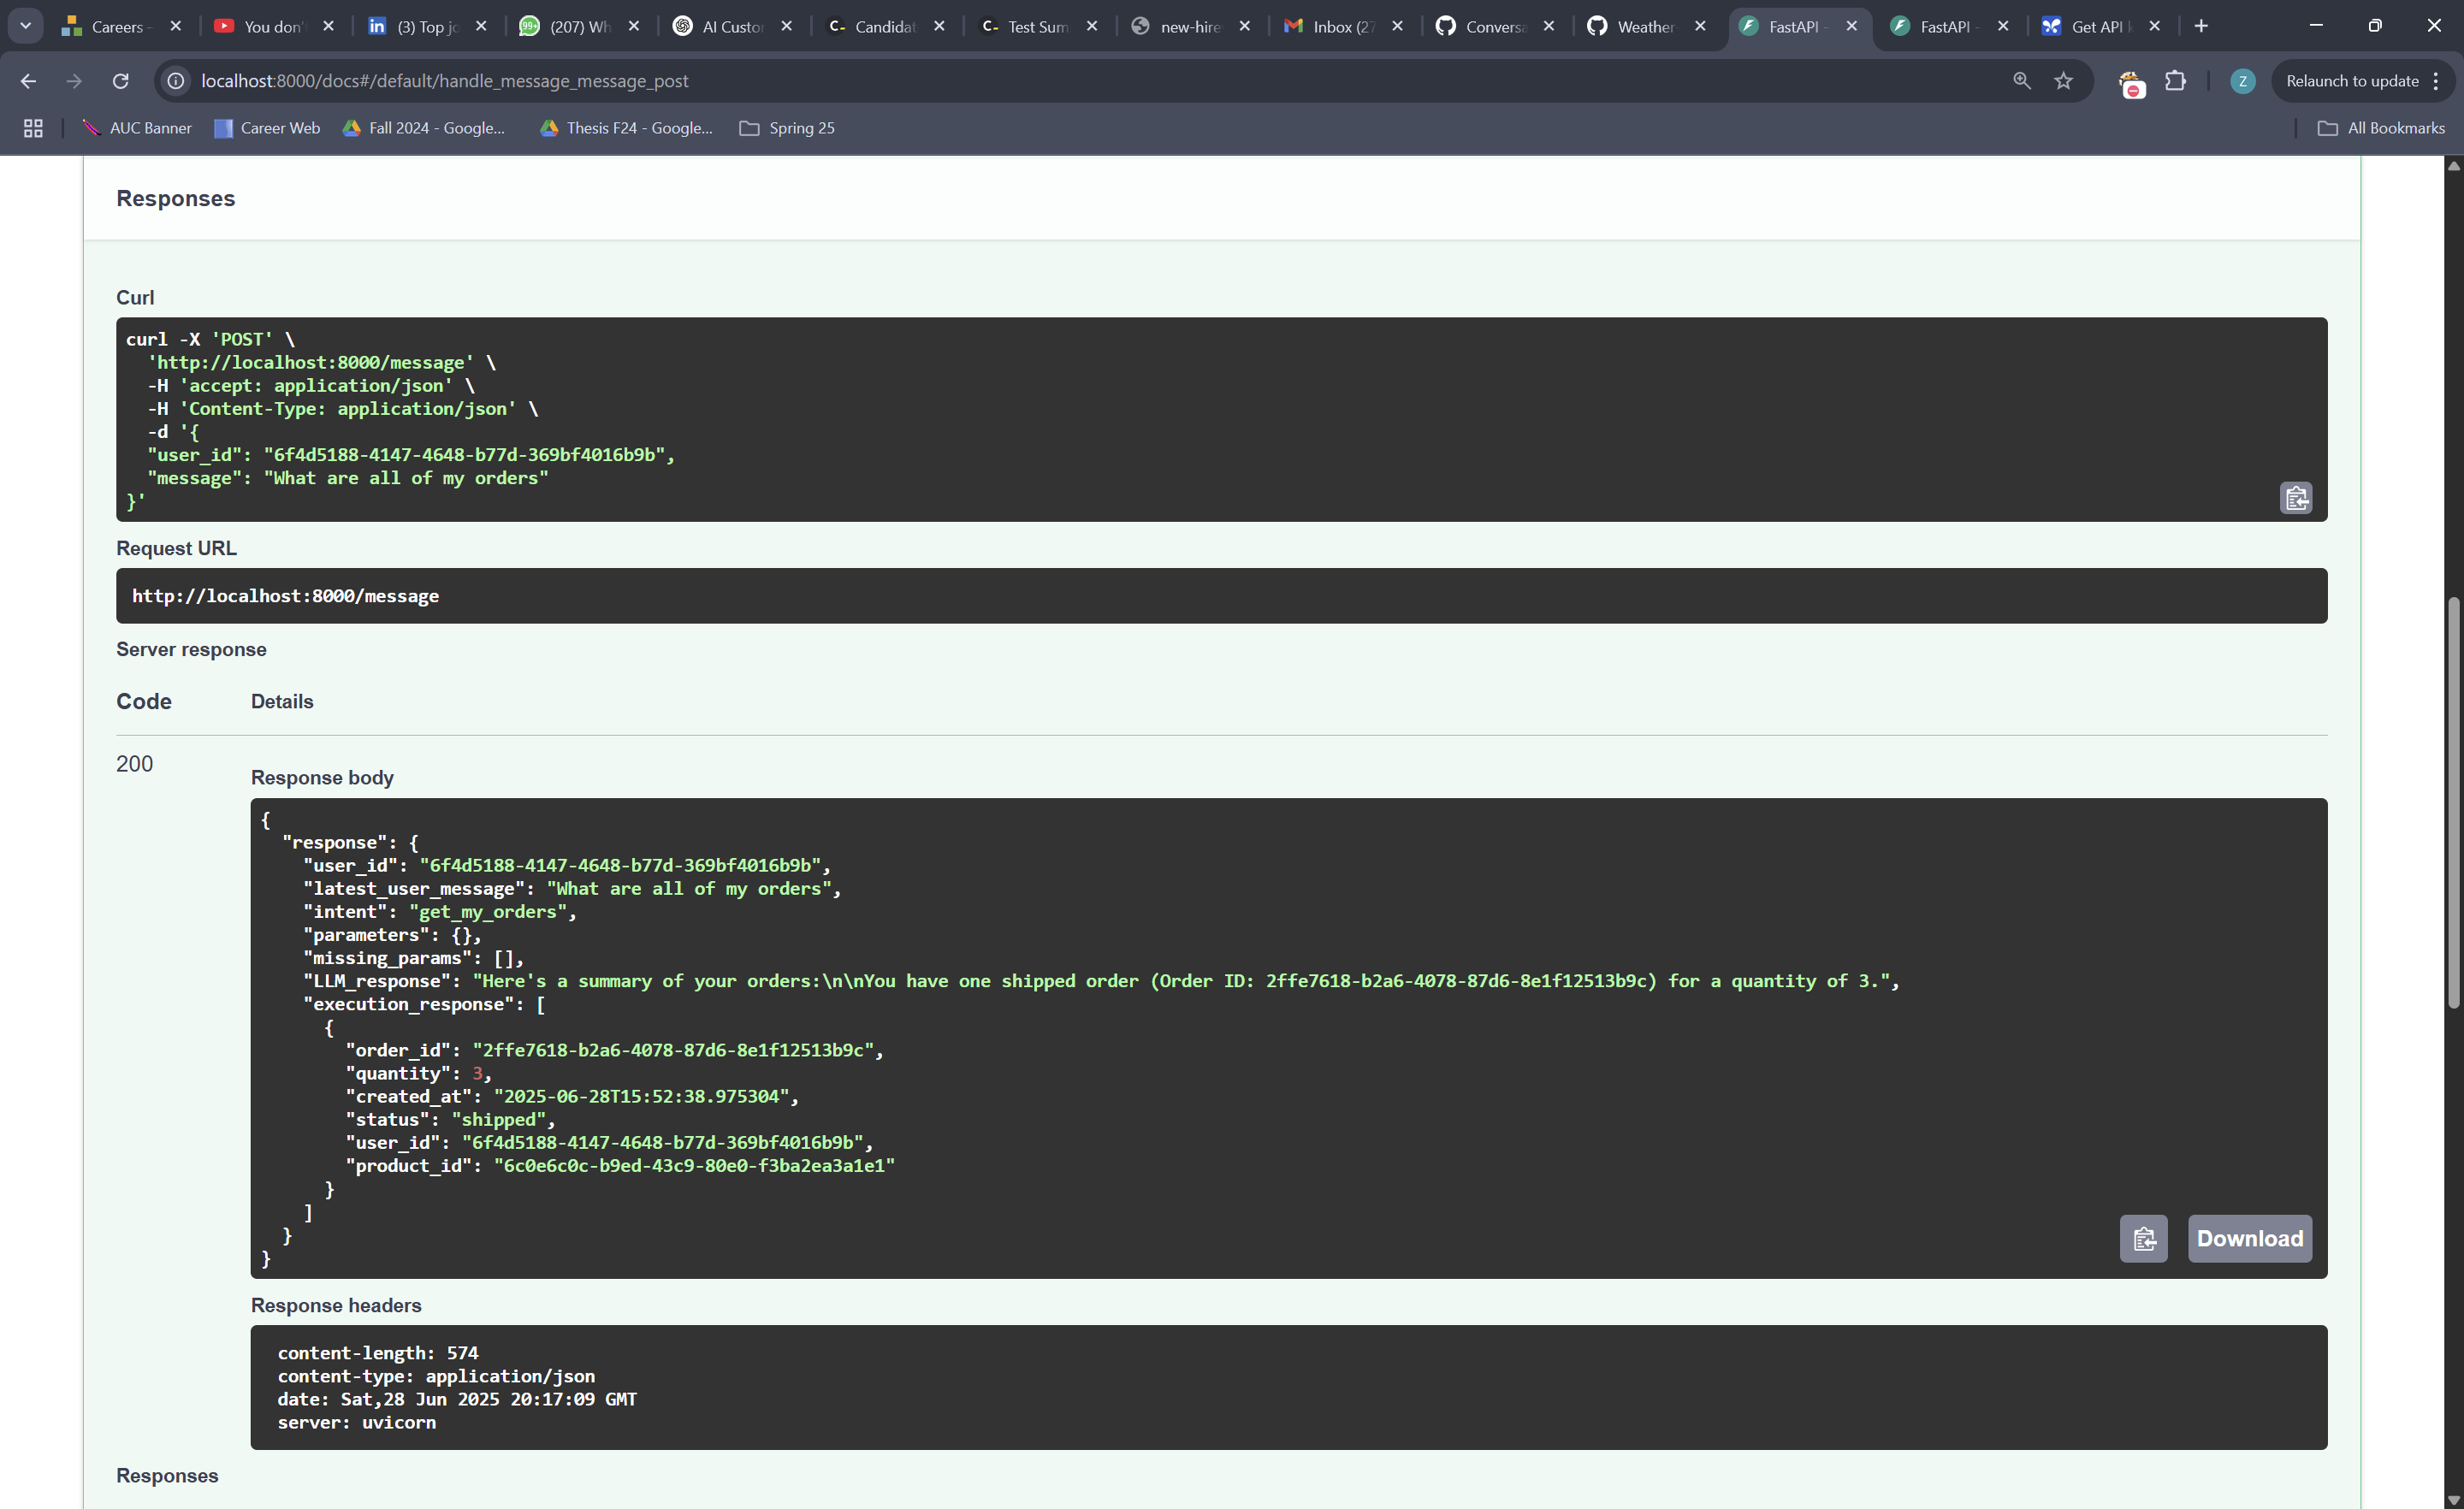 Careers -
You don'
(3) Top jo
(207) Wh
AI Custor
C- Candidat
C- Test Sum
new-hire
Inbox (27
Conversa
Weather
FastAPI -
FastAPI -
Get API k
localhost:8000/docs#/default/handle_message_message_post
Z
Relaunch to update
AUC Banner
Career Web
Fall 2024 - Google...
Thesis F24 - Google...
Spring 25
All Bookmarks
Responses
Curl
curl -X 'POST' \
'http://localhost:8000/message' \
-H 'accept: application/json' \
-H 'Content-Type: application/json' \
-d '{
"user_id": "6f4d5188-4147-4648-b77d-369bf4016b9b",
"message": "What are all of my orders"
}'
Request URL
http://localhost:8000/message
Server response
Code Details
200
Response body
{
"response": {
"user_id": "6f4d5188-4147-4648-b77d-369bf4016b9b",
"latest_user_message": "What are all of my orders",
"intent": "get_my_orders",
"parameters": {},
"missing_params": [],
"LLM_response": "Here's a summary of your orders:\n\nYou have one shipped order (Order ID: 2ffe7618-b2a6-4078-87d6-8e1f12513b9c) for a quantity of 3.",
"execution_response": [
{
"order_id": "2ffe7618-b2a6-4078-87d6-8e1f12513b9c",
"quantity": 3,
"created_at": "2025-06-28T15:52:38.975304",
"status": "shipped",
"user_id": "6f4d5188-4147-4648-b77d-369bf4016b9b",
"product_id": "6c0e6c0c-b9ed-43c9-80e0-f3ba2ea3a1e1"
}
]
}
}
Download
Response headers
content-length: 574
content-type: application/json
date: Sat,28 Jun 2025 20:17:09 GMT
server: uvicorn
Responses